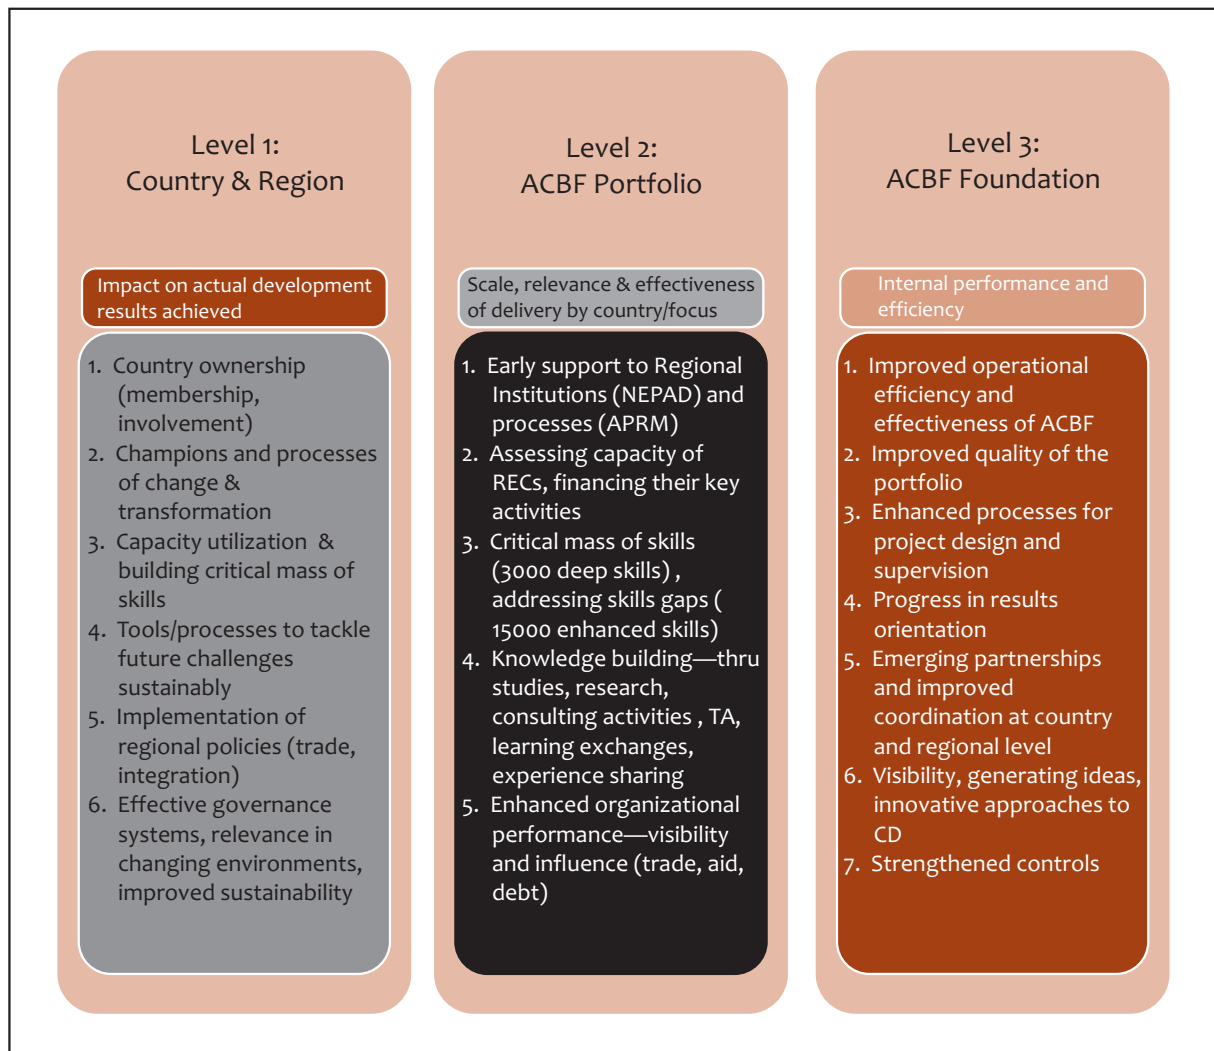 Level 1:
Country & Region
Impact on actual development
results achieved
1. Country ownership
(membership,
involvement)
2. Champions and processes
of change &
transformation
3. Capacity utilization & 
building critical mass of
skills
4. Tools/processes to tackle
future challenges
sustainably
5. Implementation of
regional policies (trade,
integration)
6. Effective governance
systems, relevance in
changing environments,
improved sustainability
Level 2:
ACBF Portfolio
Scale, relevance & effectiveness
of delivery by country/focus
1. Early support to Regional
Institutions (NEPAD) and
processes (APRM)
2. Assessing capacity of
RECs, financing their key
activities
3. Critical mass of skills
(3000 deep skills) ,
addressing skills gaps (
15000 enhanced skills)
4. Knowledge building—thru
studies, research,
consulting activities , TA,
learning exchanges,
experience sharing
5. Enhanced organizational
performance—visibility
and influence (trade, aid,
debt)
Level 3:
ACBF Foundation
Internal performance and
efficiency
1. Improved operational
efficiency and
effectiveness of ACBF
2. Improved quality of the
portfolio
3. Enhanced processes for
project design and
supervision
4. Progress in results
orientation
5. Emerging partnerships
and improved
coordination at country
and regional level
6. Visibility, generating ideas,
innovative approaches to
CD
7. Strengthened controls